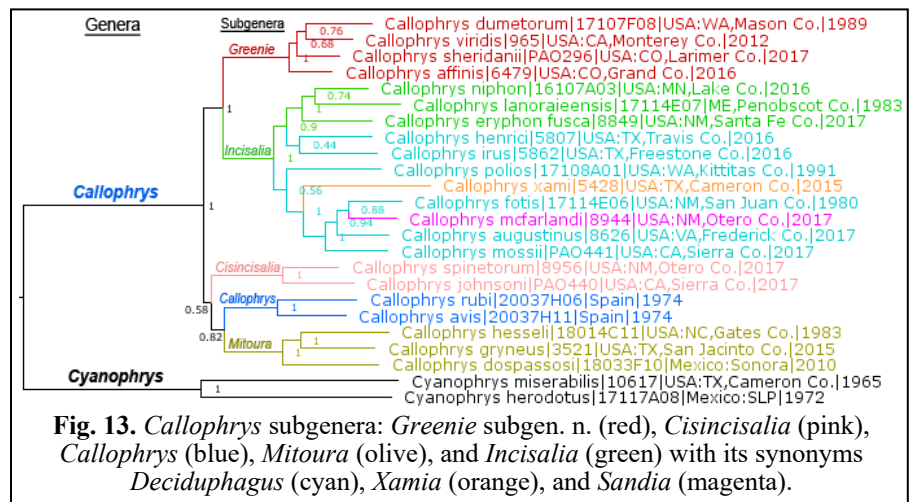 Genera
Subgenera
Callophrys dumetorum|17107F08|USA:WA,Mason Co.|1989
0.76
Callophrys viridis|965|USA:CA,Monterey Co.|2012
0.68
Greenie
Callophrys sheridanii|PAO296|USA:CO,Larimer Co.|2017
1
Callophrys affinis|6479|USA:CO,Grand Co.|2016
Callophrys niphon|16107A03|USA:MN,Lake Co.|2016
0.74
1
Callophrys lanoraieensis|17114E07|ME,Penobscot Co.|1983
1
Callophrys eryphon fusca|8849|USA:NM,Santa Fe Co.|2017
0.9
Callophrys henrici|5807|USA:TX,Travis Co.|2016
0.44
Incisalia
1
Callophrys irus|5862|USA:TX,Freestone Co.|2016
Callophrys polios|17108A01|USA:WA,Kittitas Co.|1991
Callophrys
1
0.56
Callophrys xami|5428|USA:TX,Cameron Co.|2015
Callophrys fotis|17114E06|USA:NM,San Juan Co.|1980
1
0.88
Callophrys mcfarlandi|8944|USA:NM,Otero Co.|2017
0.94
Callophrys augustinus|8626|USA:VA,Frederick Co.|2017
1
Callophrys mossii|PAO441|USA:CA,Sierra Co.|2017
Cisincisalia
Callophrys spinetorum|8956|USA:NM,Otero Co.|2017
1
Callophrys johnsoni|PAO440|USA:CA,Sierra Co.|2017
0.58
Callophrys
Callophrys rubi|20037H06|Spain|1974
1
Callophrys avis|20037H11|Spain|1974
0.82
Callophrys hesseli|18014C11|USA:NC,Gates Co.|1983
1
Mitoura
Callophrys gryneus|3521|USA:TX,San Jacinto Co.|2015
1
Callophrys dospassosi|18033F10|Mexico:Sonora|2010
Cyanophrys
Cyanophrys miserabilis|10617|USA:TX,Cameron Co.|1965
1
Cyanophrys herodotus|17117A08|Mexico:SLP|1972
Fig. 13. Callophrys subgenera: Greenie subgen. n. (red), Cisincisalia (pink),
Callophrys (blue), Mitoura (olive), and Incisalia (green) with its synonyms
Deciduphagus (cyan), Xamia (orange), and Sandia (magenta).